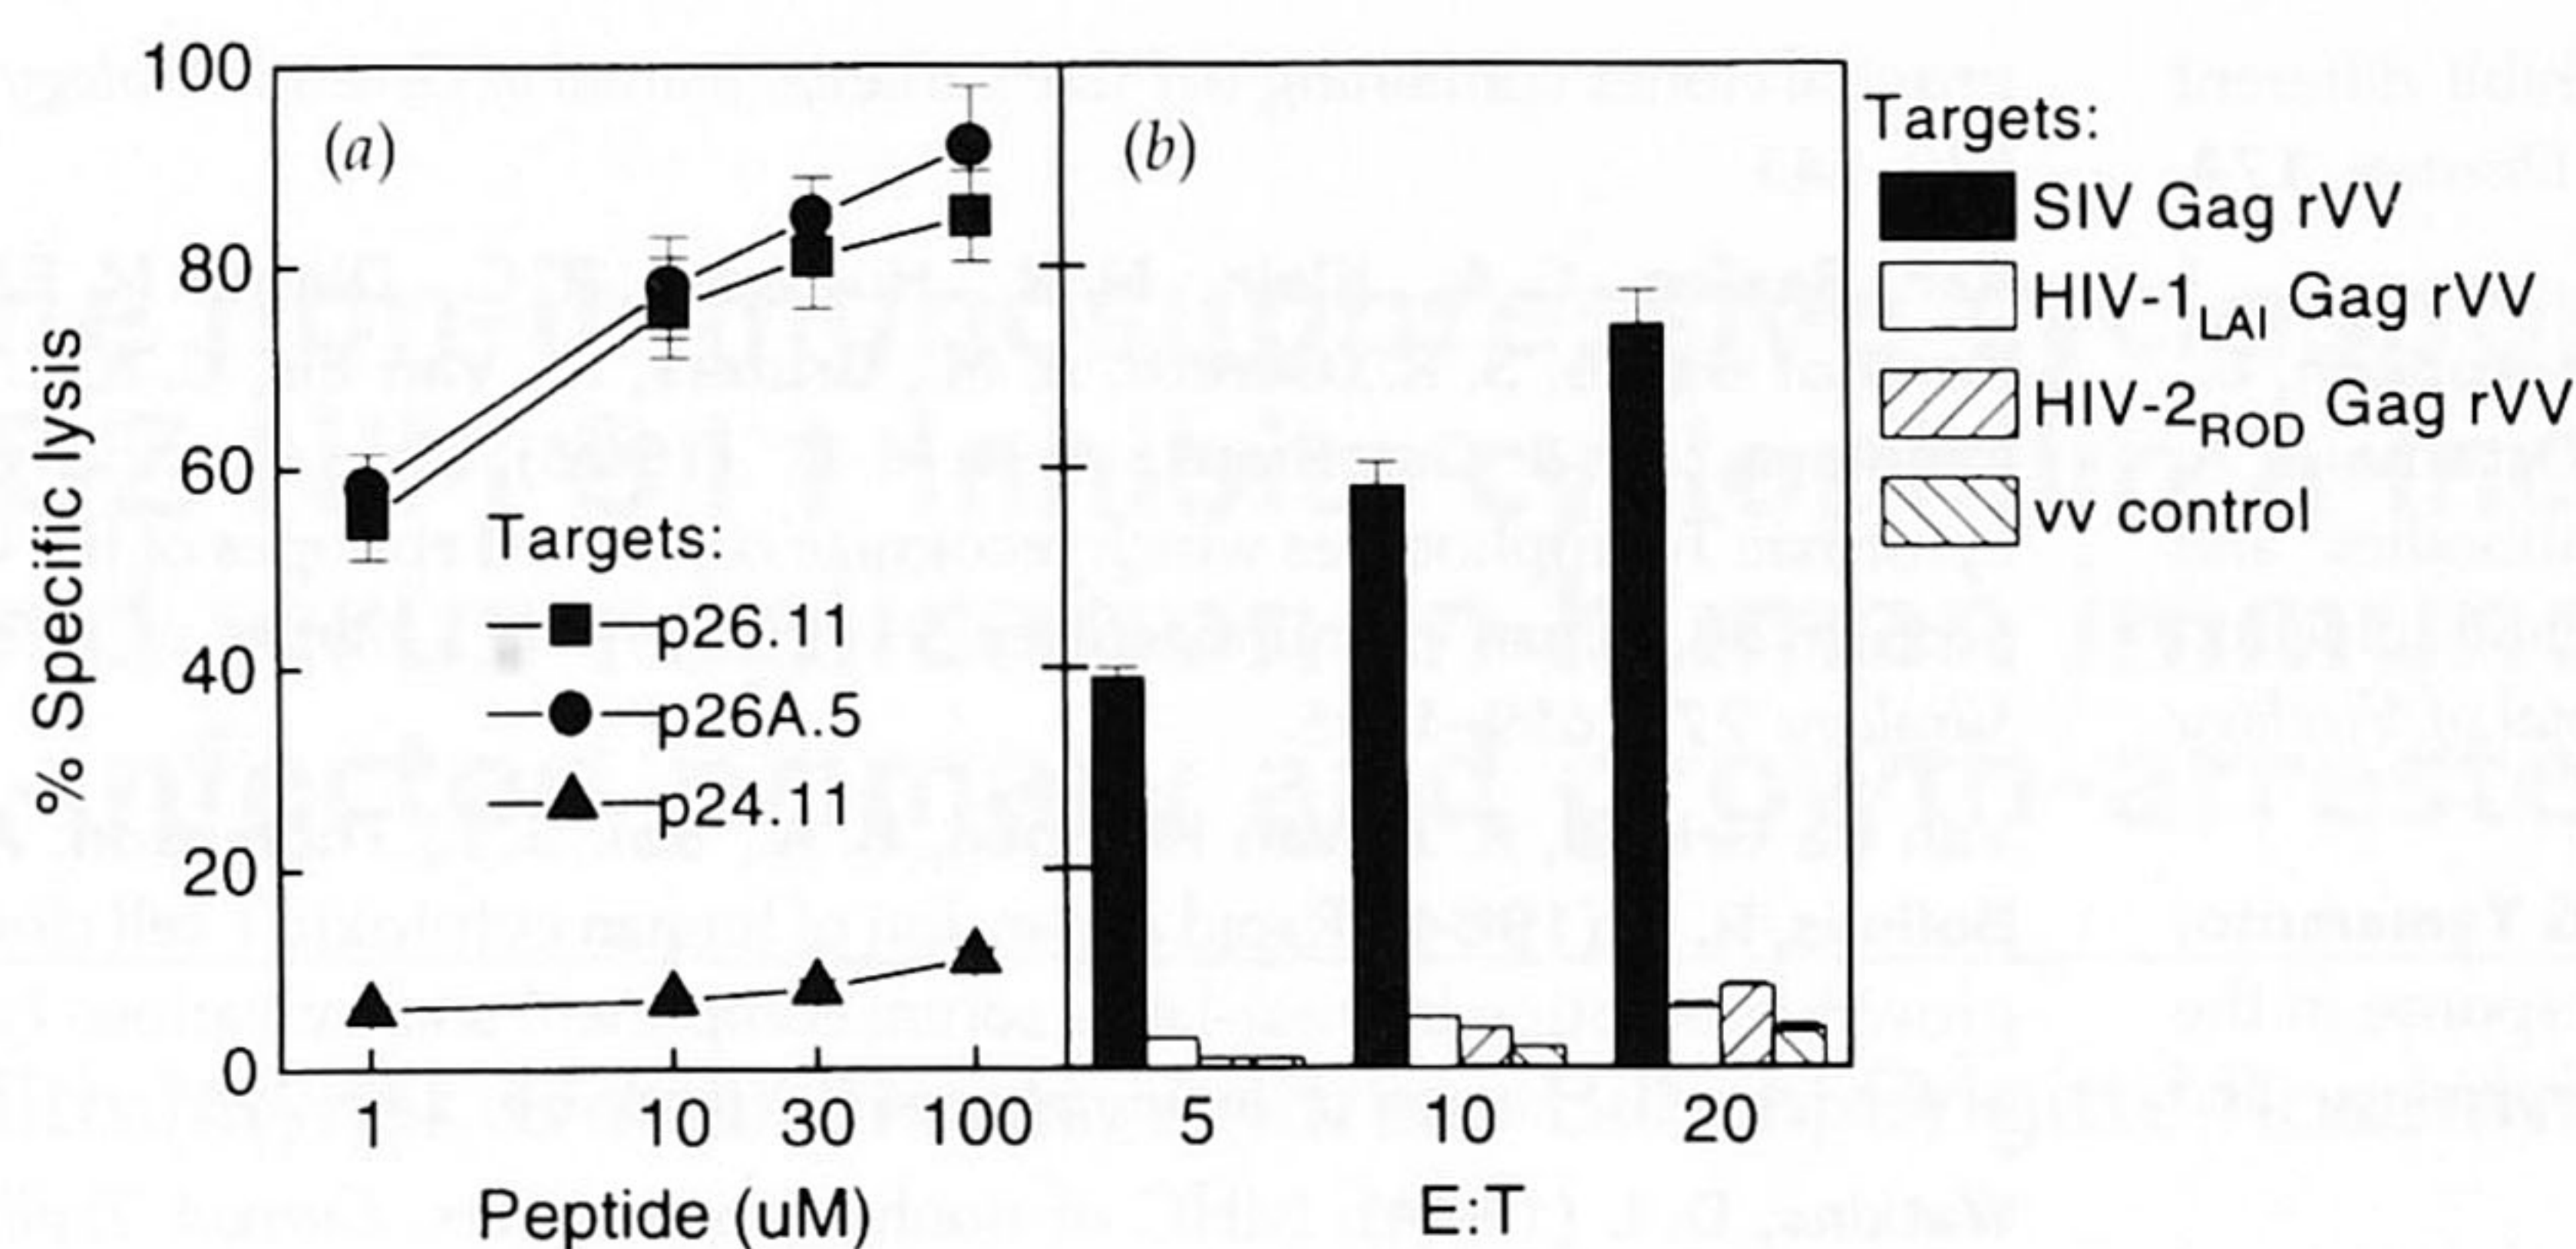 100
80
60
40
20
0
% Specific lysis
(a)
Targets:
p26.11
p26A.5
p24.11
1 10 30 100
Peptide (uM)
(b)
5 10 20
E:T
Targets:
SIV Gag rVV
HIV-1LAI Gag rVV
HIV-2ROD Gag rVV
vv control